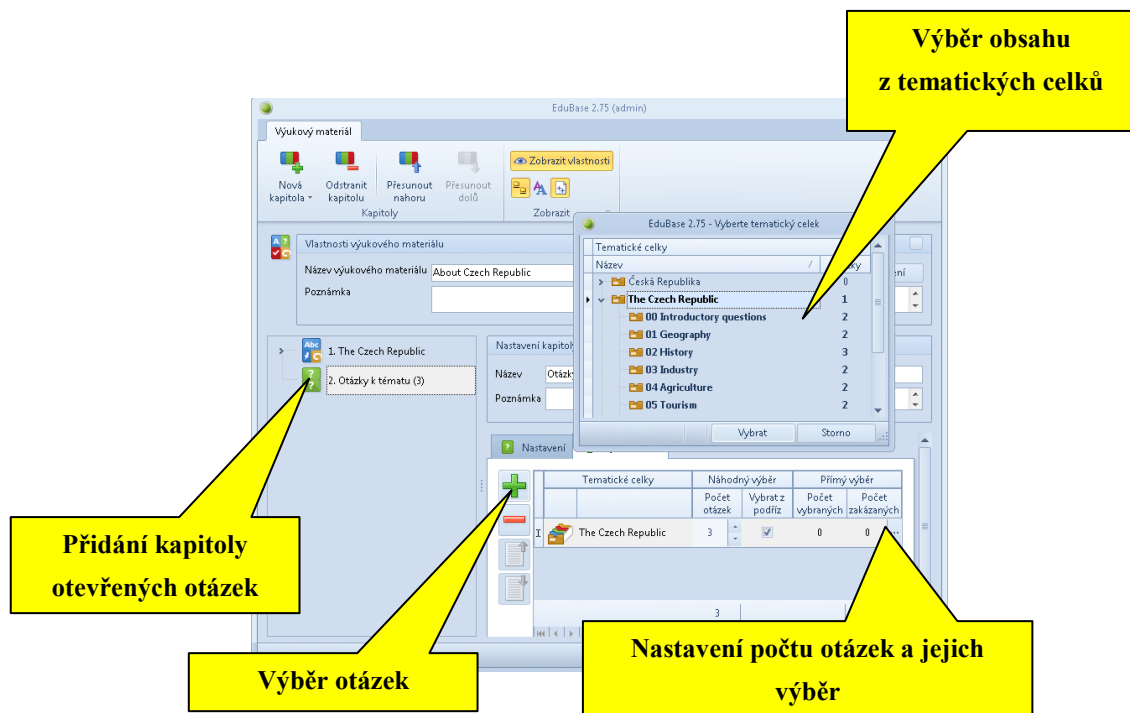 Výběr obsahu
z tematických celků
EduBase 2.75 (admin)
Výukový materiál
Zobrazit vlastnosti
Nová
kapitola
Odstranit
kapitolu
Přesunout
nahoru
Přesunout
dolů
Kapitoly
Zobrazit
EduBase 2.75 - Vyberte tematický celek
Tematické celky
Název
Česká Republika 0
The Czech Republic 1
00 Introductory questions 2
01 Geography 2
02 History 3
03 Industry 2
04 Agriculture 2
05 Tourism 2
Vybrat Storno
Vlastnosti výukového materiálu
Název výukového materiálu About Czech Republic
Poznámka
1. The Czech Republic
2. Otázky k tématu (3)
Nastavení kapitoly
Název
Poznámka
Nastavení
Tematické celky Náhodný výběr Přímý výběr
Počet
otázek
Vybrat z
podříz
Počet
vybraných
Počet
zakázaných
The Czech Republic 3 0 0 ...
3
Přidání kapitoly
otevřených otázek
Výběr otázek
Nastavení počtu otázek a jejich
výběr